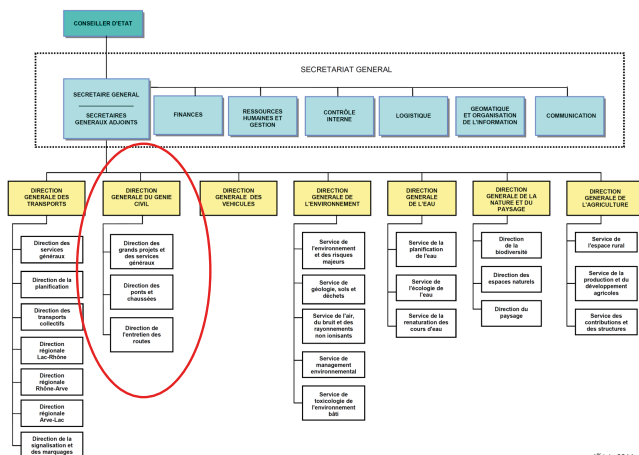 CONSEILLER D'ETAT
SECRETARIAT GENERAL
SECRETAIRE GENERAL
SECRETAIRES
GENERAUX ADJOINTS
FINANCES
RESSOURCES
HUMAINES ET
GESTION
CONTRÔLE
INTERNE
LOGISTIQUE
GEOMATIQUE
ET ORGANISATION
DE L'INFORMATION
COMMUNICATION
DIRECTION
GENERALE DES
TRANSPORTS
DIRECTION
GENERALE DU GENIE
CIVIL
DIRECTION
GENERALE DES
VÉHICULES
DIRECTION
GENERALE DE
L'ENVIRONNEMENT
DIRECTION
GENERALE
DE L'EAU
DIRECTION
GENERALE DE LA
NATURE ET DU
PAYSAGE
DIRECTION
GENERALE DE
L'AGRICULTURE
Direction des
services
généraux
Direction de la
planification
Direction des
transports
collectifs
Direction
régionale
Lac-Rhône
Direction
régionale
Rhône-Arve
Direction
régionale
Arve-Lac
Direction de la
signalisation et
des marquages
Direction des
grands projets et
des services
généraux
Direction des
ponts et
chaussées
Direction de
l'entretien des
routes
Service de
l'environnement
et des risques
majeurs
Service de
géologie, sols et
déchets
Service de l'air,
du bruit et des
rayonnements
non ionisants
Service de
management
environnemental
Service de
toxicologie de
l'environnement
bâti
Service de la
planification
de l'eau
Service de
l'écologie de
l'eau
Service de la
renaturation des
cours d'eau
Direction
de la
biodiversité
Direction des
espaces naturels
Direction du
paysage
Service de
l'espace rural
Service de la
production et du
développement
agricoles
Service des
contributions et
des structures